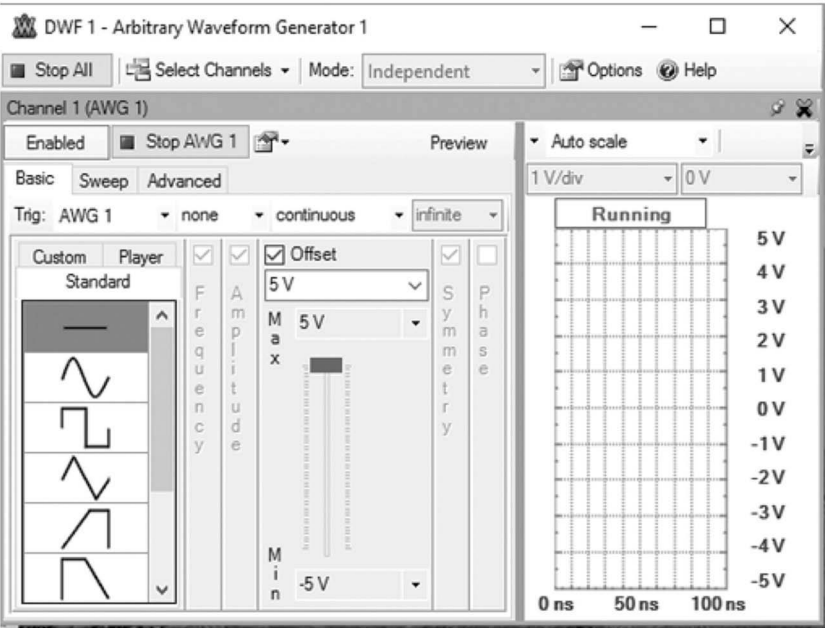 DWF 1 - Arbitrary Waveform Generator 1
Stop All Select Channels Mode: Independent Options Help
Channel 1 (AWG 1)
Enabled Stop AWG 1 Preview Auto scale
Basic Sweep Advanced 1 V/div 0 V
Trig: AWG 1 none continuous infinite
Running
Custom Player
Standard
Frequency
Amplitude
Offset
5 V
Max 5 V
Min -5 V
Symmetry
Phase
5 V
4 V
3 V
2 V
1 V
0 V
-1 V
-2 V
-3 V
-4 V
-5 V
0 ns 50 ns 100 ns